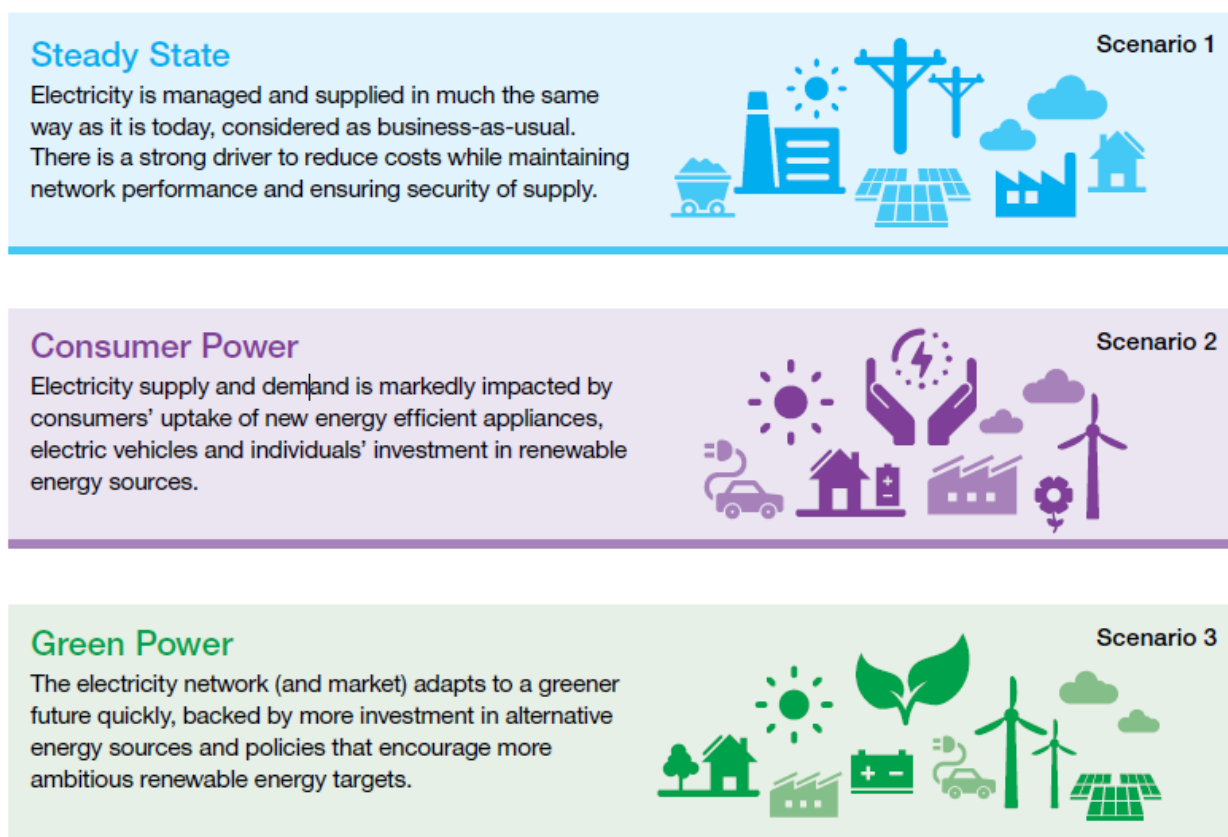 Steady State
Scenario 1
Electricity is managed and supplied in much the same
way as it is today, considered as business-as-usual.
There is a strong driver to reduce costs while maintaining
network performance and ensuring security of supply.
Consumer Power
Scenario 2
Electricity supply and demand is markedly impacted by
consumers' uptake of new energy efficient appliances,
electric vehicles and individuals' investment in renewable
energy sources.
Green Power
Scenario 3
The electricity network (and market) adapts to a greener
future quickly, backed by more investment in alternative
energy sources and policies that encourage more
ambitious renewable energy targets.